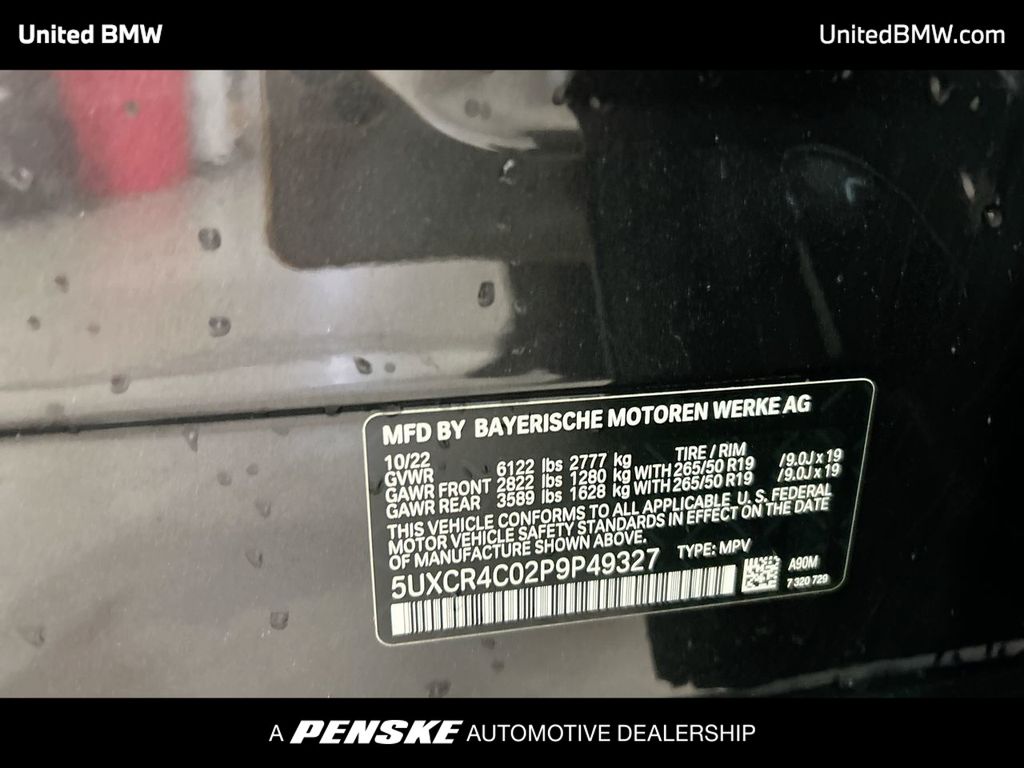 United BMW
UnitedBMW.com
MFD BY BAYERISCHE MOTOREN WERKE AG
10/22 TIRE / RIM
GVWR 6122 lbs 2777 kg
GAWR FRONT 2822 lbs 1280 kg WITH 265/50 R19 /9.0J x 19
GAWR REAR 3589 lbs 1628 kg WITH 265/50 R19 /9.0J x 19
THIS VEHICLE CONFORMS TO ALL APPLICABLE U. S. FEDERAL
MOTOR VEHICLE SAFETY STANDARDS IN EFFECT ON THE DATE
OF MANUFACTURE SHOWN ABOVE.
5UXCR4C02P9P49327 TYPE: MPV
A90M
7 320 729
A PENSKE AUTOMOTIVE DEALERSHIP